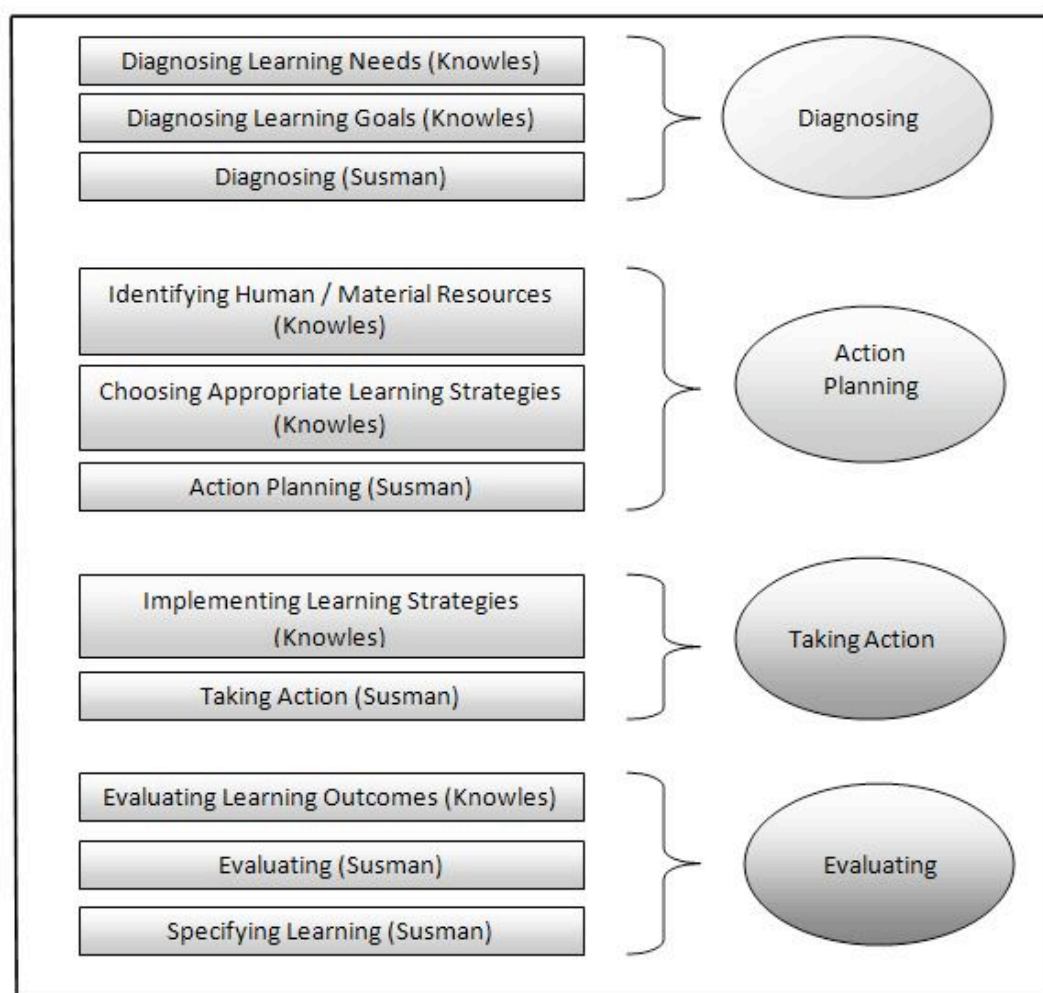 Diagnosing Learning Needs (Knowles)
Diagnosing Learning Goals (Knowles)
Diagnosing (Susman)
Diagnosing
Identifying Human / Material Resources
(Knowles)
Choosing Appropriate Learning Strategies
(Knowles)
Action Planning (Susman)
Action
Planning
Implementing Learning Strategies
(Knowles)
Taking Action (Susman)
Taking Action
Evaluating Learning Outcomes (Knowles)
Evaluating (Susman)
Specifying Learning (Susman)
Evaluating